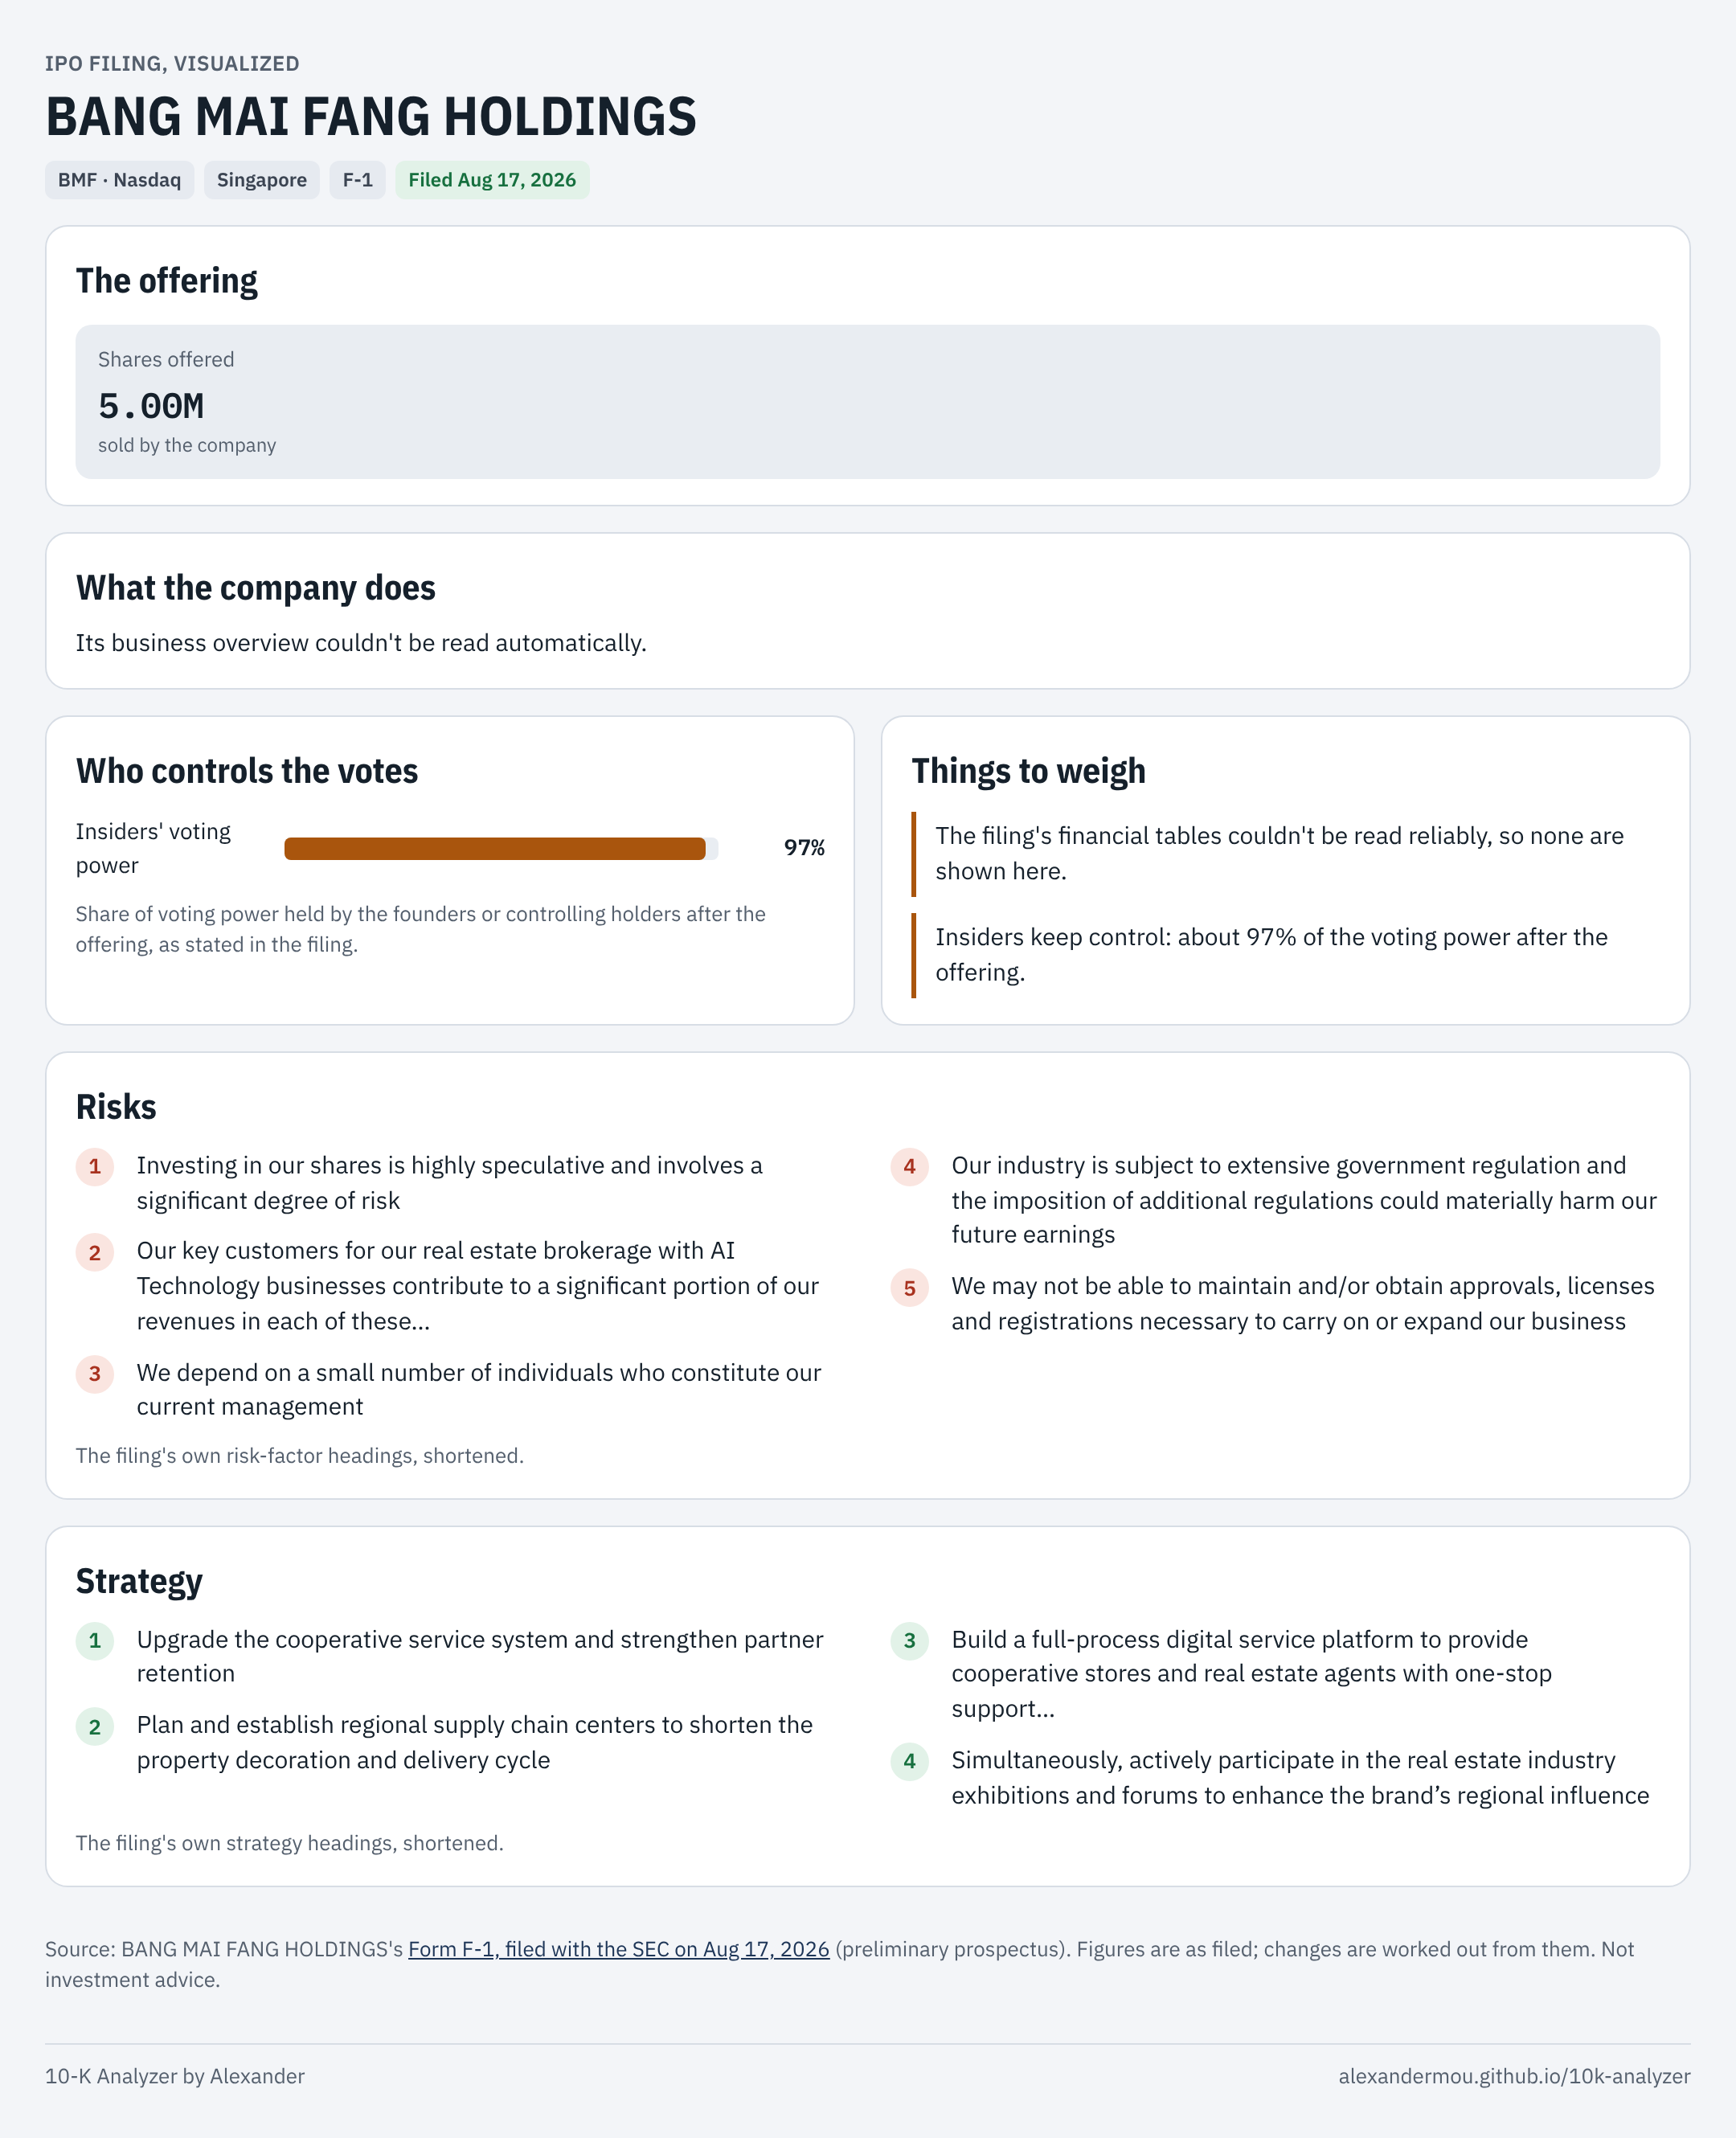 IPO FILING, VISUALIZED
BANG MAI FANG HOLDINGS
BMF · Nasdaq
Singapore
F-1
Filed Aug 17, 2026
The offering
Shares offered
5.00M
sold by the company
What the company does
Its business overview couldn't be read automatically.
Who controls the votes
Insiders' voting
power
97%
Share of voting power held by the founders or controlling holders after the
offering, as stated in the filing.
Things to weigh
The filing's financial tables couldn't be read reliably, so none are
shown here.
Insiders keep control: about 97% of the voting power after the
offering.
Risks
1
Investing in our shares is highly speculative and involves a
significant degree of risk
2
Our key customers for our real estate brokerage with AI
Technology businesses contribute to a significant portion of our
revenues in each of these…
3
We depend on a small number of individuals who constitute our
current management
4
Our industry is subject to extensive government regulation and
the imposition of additional regulations could materially harm our
future earnings
5
We may not be able to maintain and/or obtain approvals, licenses
and registrations necessary to carry on or expand our business
The filing's own risk-factor headings, shortened.
Strategy
1
Upgrade the cooperative service system and strengthen partner
retention
2
Plan and establish regional supply chain centers to shorten the
property decoration and delivery cycle
3
Build a full-process digital service platform to provide
cooperative stores and real estate agents with one-stop
support…
4
Simultaneously, actively participate in the real estate industry
exhibitions and forums to enhance the brand’s regional influence
The filing's own strategy headings, shortened.
Source: BANG MAI FANG HOLDINGS's Form F-1, filed with the SEC on Aug 17, 2026 (preliminary prospectus). Figures are as filed; changes are worked out from them. Not
investment advice.
10-K Analyzer by Alexander
alexandermou.github.io/10k-analyzer